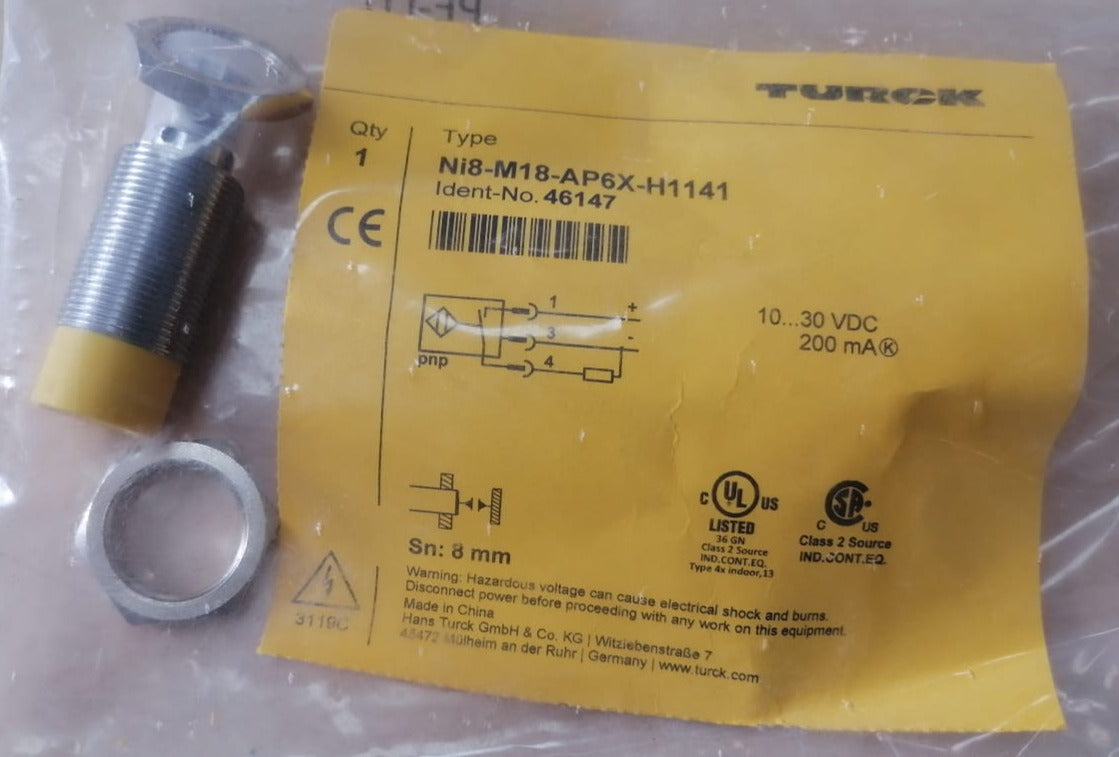 TURCK
Qty
1
Type
Ni8-M18-AP6X-H1141
Ident-No. 46147
CE
1 +
3 -
4
pnp
10...30 VDC
200 mA Ⓚ
Sn: 8 mm
C UL US
LISTED
36 GN
Class 2 Source
IND.CONT.EQ.
Type 4x indoor,13
SA
C US
Class 2 Source
IND.CONT.EQ.
3119C
Warning: Hazardous voltage can cause electrical shock and burns.
Disconnect power before proceeding with any work on this equipment.
Made in China
Hans Turck GmbH & Co. KG | Witzlebenstraße 7
45472 Mülheim an der Ruhr | Germany | www.turck.com